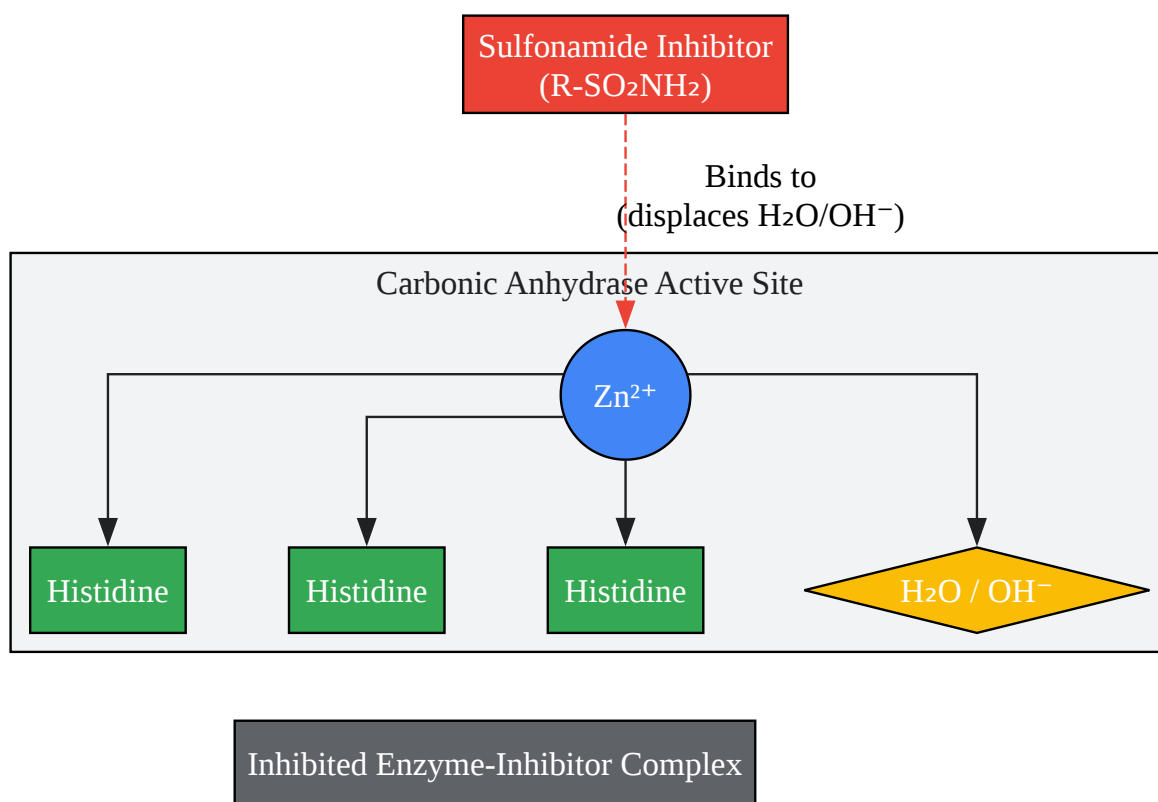 Sulfonamide Inhibitor
(R-SO₂NH₂)
Binds to
(displaces H₂O/OH⁻)
Carbonic Anhydrase Active Site
Zn²⁺
Histidine
Histidine
Histidine
H₂O / OH⁻
Inhibited Enzyme-Inhibitor Complex